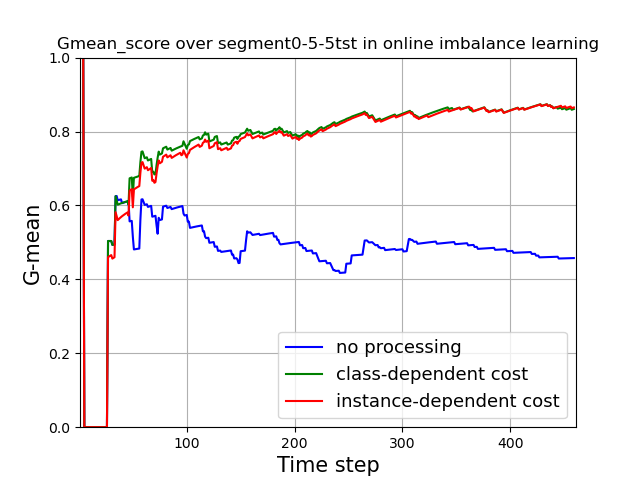 Gmean_score over segment0-5-5tst in online imbalance learning
1.0
0.8
0.6
0.4
0.2
0.0
G-mean
no processing
class-dependent cost
instance-dependent cost
100 200 300 400
Time step